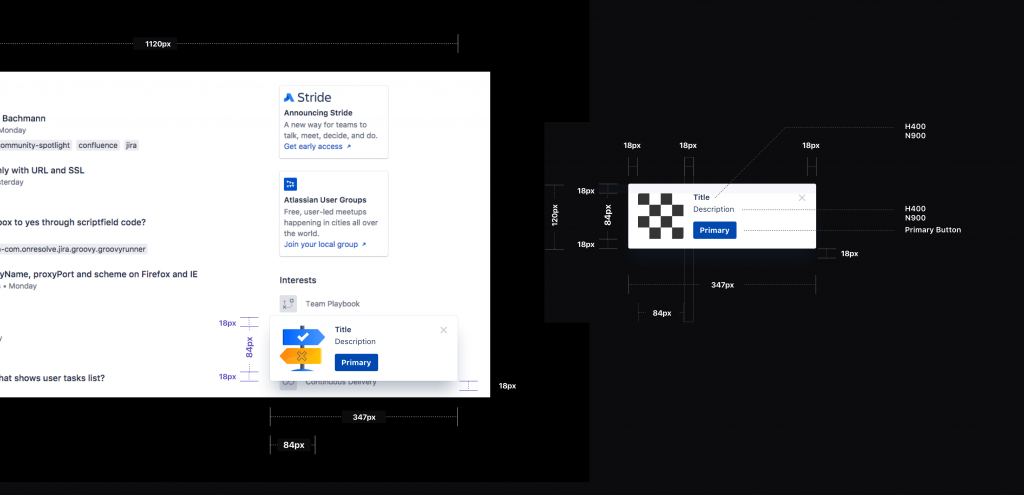 1120px
Bachmann
Monday
ommunity-spotlight confluence jira
nly with URL and SSL
sterday
box to yes through scriptfield code?
-com.onresolve.jira.groovy.groovyrunner
yName, proxyPort and scheme on Firefox and IE
• Monday
hat shows user tasks list?
Stride
Announcing Stride
A new way for teams to
talk, meet, decide, and do.
Get early access ↗
Atlassian User Groups
Free, user-led meetups
happening in cities all over
the world.
Join your local group ↗
Interests
Team Playbook
Title
Description
Primary
Continuous Delivery
18px
84px
18px
18px
347px
84px
H400
N900
18px
18px
18px
18px
120px
84px
18px
Title
Description
Primary
H400
N900
Primary Button
18px
347px
84px